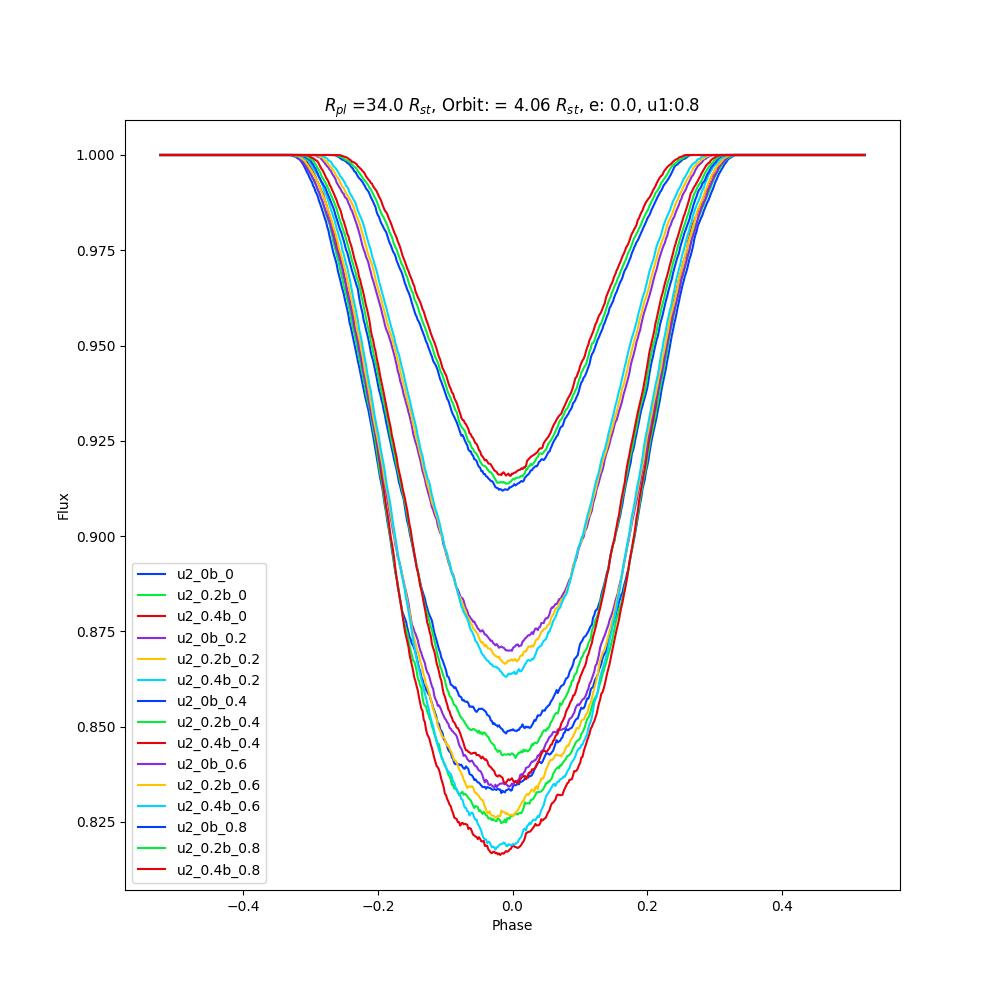 R_pl =34.0 R_st, Orbit: = 4.06 R_st, e: 0.0, u1:0.8
1.000
0.975
0.950
0.925
0.900
0.875
0.850
0.825
Flux
u2_0b_0
u2_0.2b_0
u2_0.4b_0
u2_0b_0.2
u2_0.2b_0.2
u2_0.4b_0.2
u2_0b_0.4
u2_0.2b_0.4
u2_0.4b_0.4
u2_0b_0.6
u2_0.2b_0.6
u2_0.4b_0.6
u2_0b_0.8
u2_0.2b_0.8
u2_0.4b_0.8
−0.4 −0.2 0.0 0.2 0.4
Phase